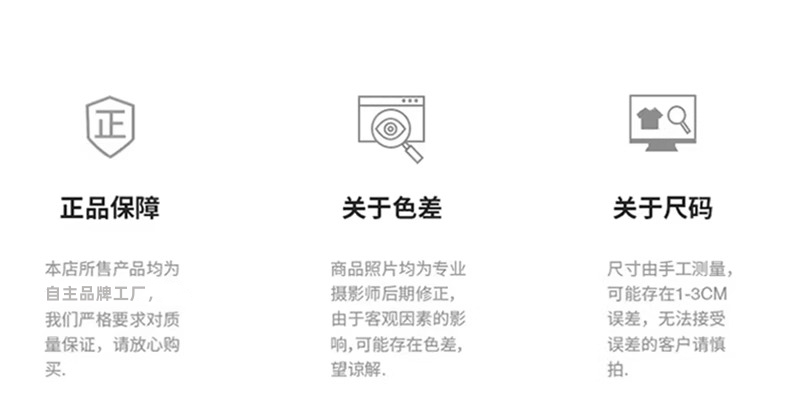 正
正品保障
本店所售产品均为
自主品牌工厂，
我们严格要求对质
量保证，请放心购
买.
关于色差
商品照片均为专业
摄影师后期修正，
由于客观因素的影
响,可能存在色差，
望谅解.
关于尺码
尺寸由手工测量，
可能存在1-3CM
误差，无法接受
误差的客户请慎
拍.